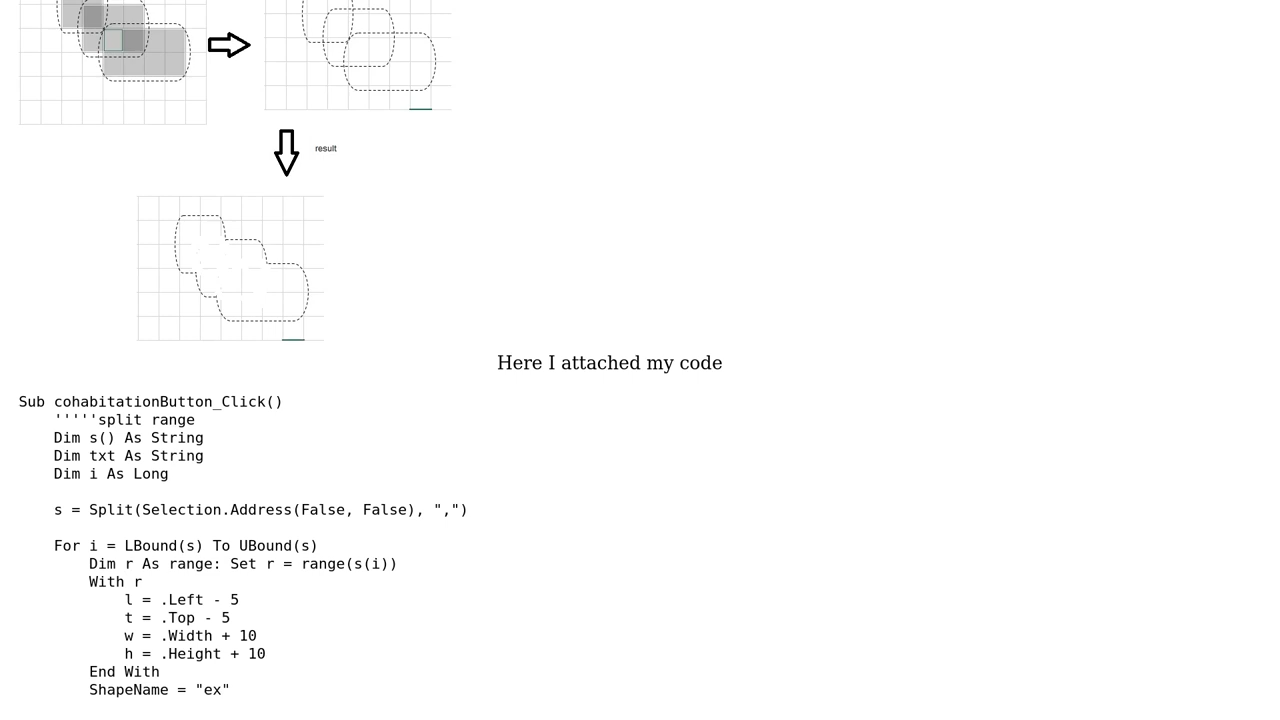 result
Here I attached my code
Sub cohabitationButton_Click()
    '''''split range
    Dim s() As String
    Dim txt As String
    Dim i As Long
    s = Split(Selection.Address(False, False), ",")
    For i = LBound(s) To UBound(s)
        Dim r As range: Set r = range(s(i))
        With r
            l = .Left - 5
            t = .Top - 5
            w = .Width + 10
            h = .Height + 10
        End With
        ShapeName = "ex"